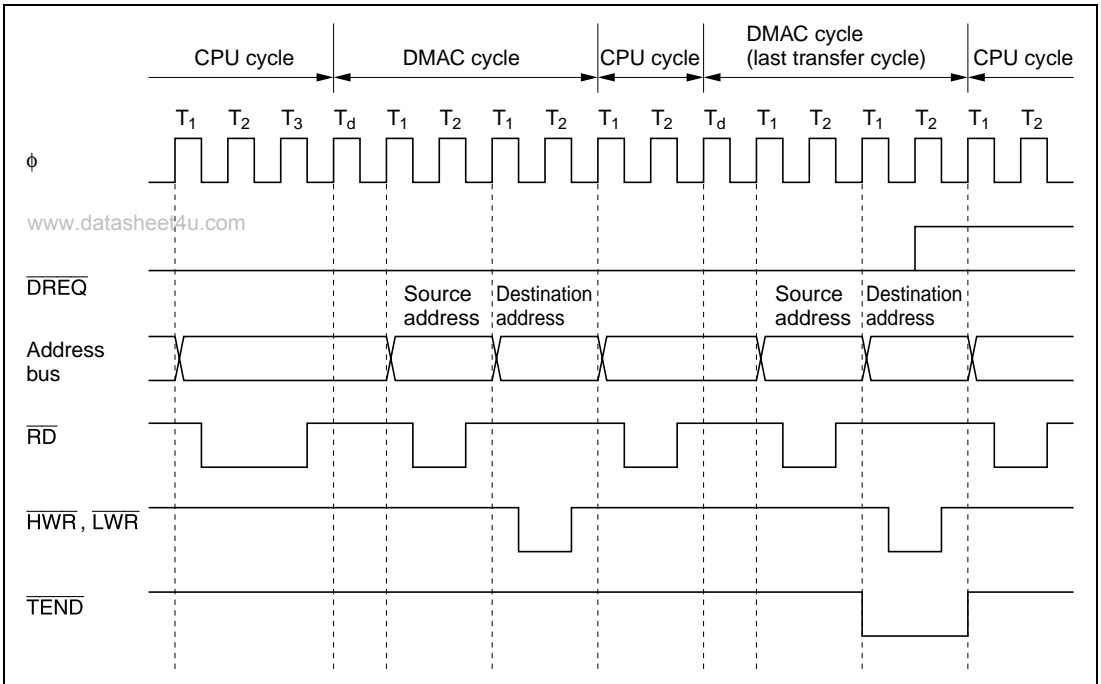 DMAC cycle
CPU cycle DMAC cycle CPU cycle (last transfer cycle) CPU cycle
T1 T2 T3 Td T1 T2 T1 T2 T1 T2 Td T1 T2 T1 T2 T1 T2
ϕ
www.datasheet4u.com
DREQ
Source Destination Source Destination
address address address address
Address
bus
RD
HWR, LWR
TEND